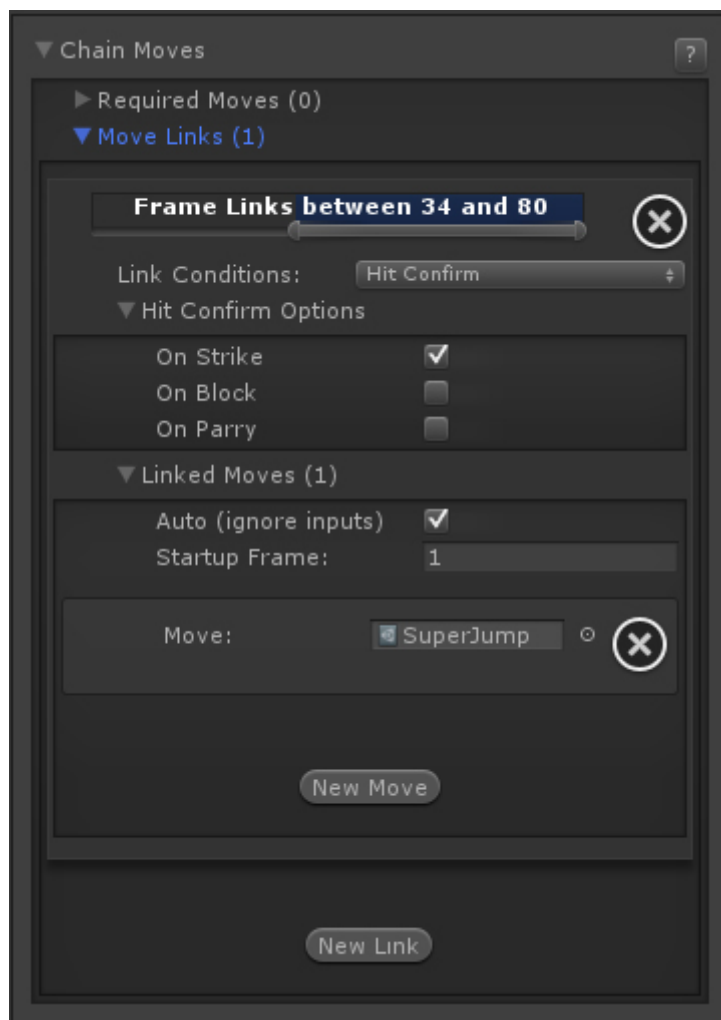 Chain Moves
?
Required Moves (0)
Move Links (1)
Frame Links between 34 and 80
Link Conditions: Hit Confirm
Hit Confirm Options
On Strike
On Block
On Parry
Linked Moves (1)
Auto (ignore inputs)
Startup Frame: 1
Move: SuperJump
New Move
New Link